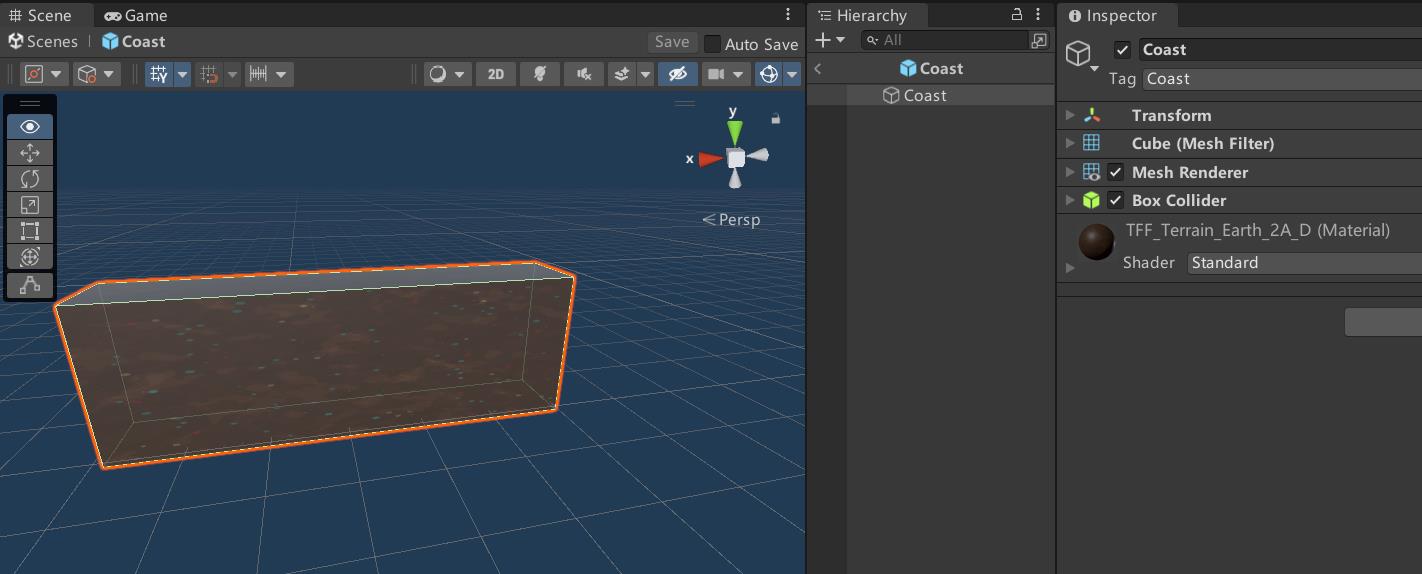 Scene Game
Scenes Coast
Save Auto Save
2D
y
x
Persp
Hierarchy
All
Coast
Coast
Inspector
Coast
Tag Coast
Transform
Cube (Mesh Filter)
Mesh Renderer
Box Collider
TFF_Terrain_Earth_2A_D (Material)
Shader Standard